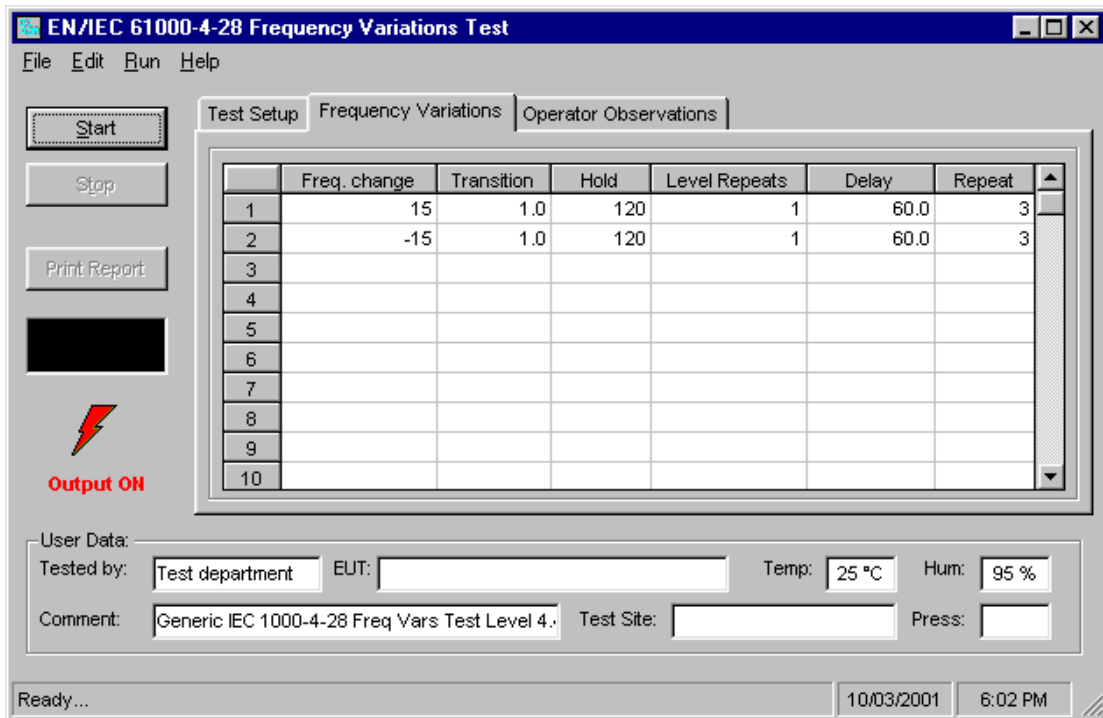 EN/IEC 61000-4-28 Frequency Variations Test
File Edit Run Help
Start
Stop
Print Report
Output ON
Test Setup Frequency Variations Operator Observations
Freq. change Transition Hold Level Repeats Delay Repeat
1 15 1.0 120 1 60.0 3
2 -15 1.0 120 1 60.0 3
3
4
5
6
7
8
9
10
User Data:
Tested by: Test department EUT: Temp: 25 °C Hum: 95 %
Comment: Generic IEC 1000-4-28 Freq Vars Test Level 4. Test Site: Press:
Ready... 10/03/2001 6:02 PM